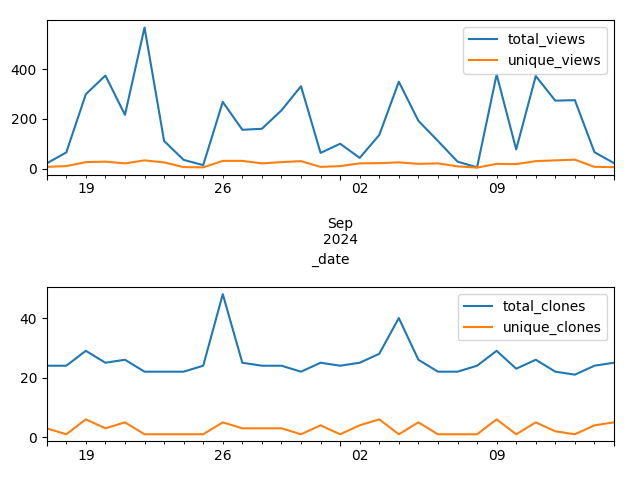 total_views
unique_views
400
200
0
19
26
02
09
Sep
2024
_date
total_clones
unique_clones
40
20
0
19
26
02
09